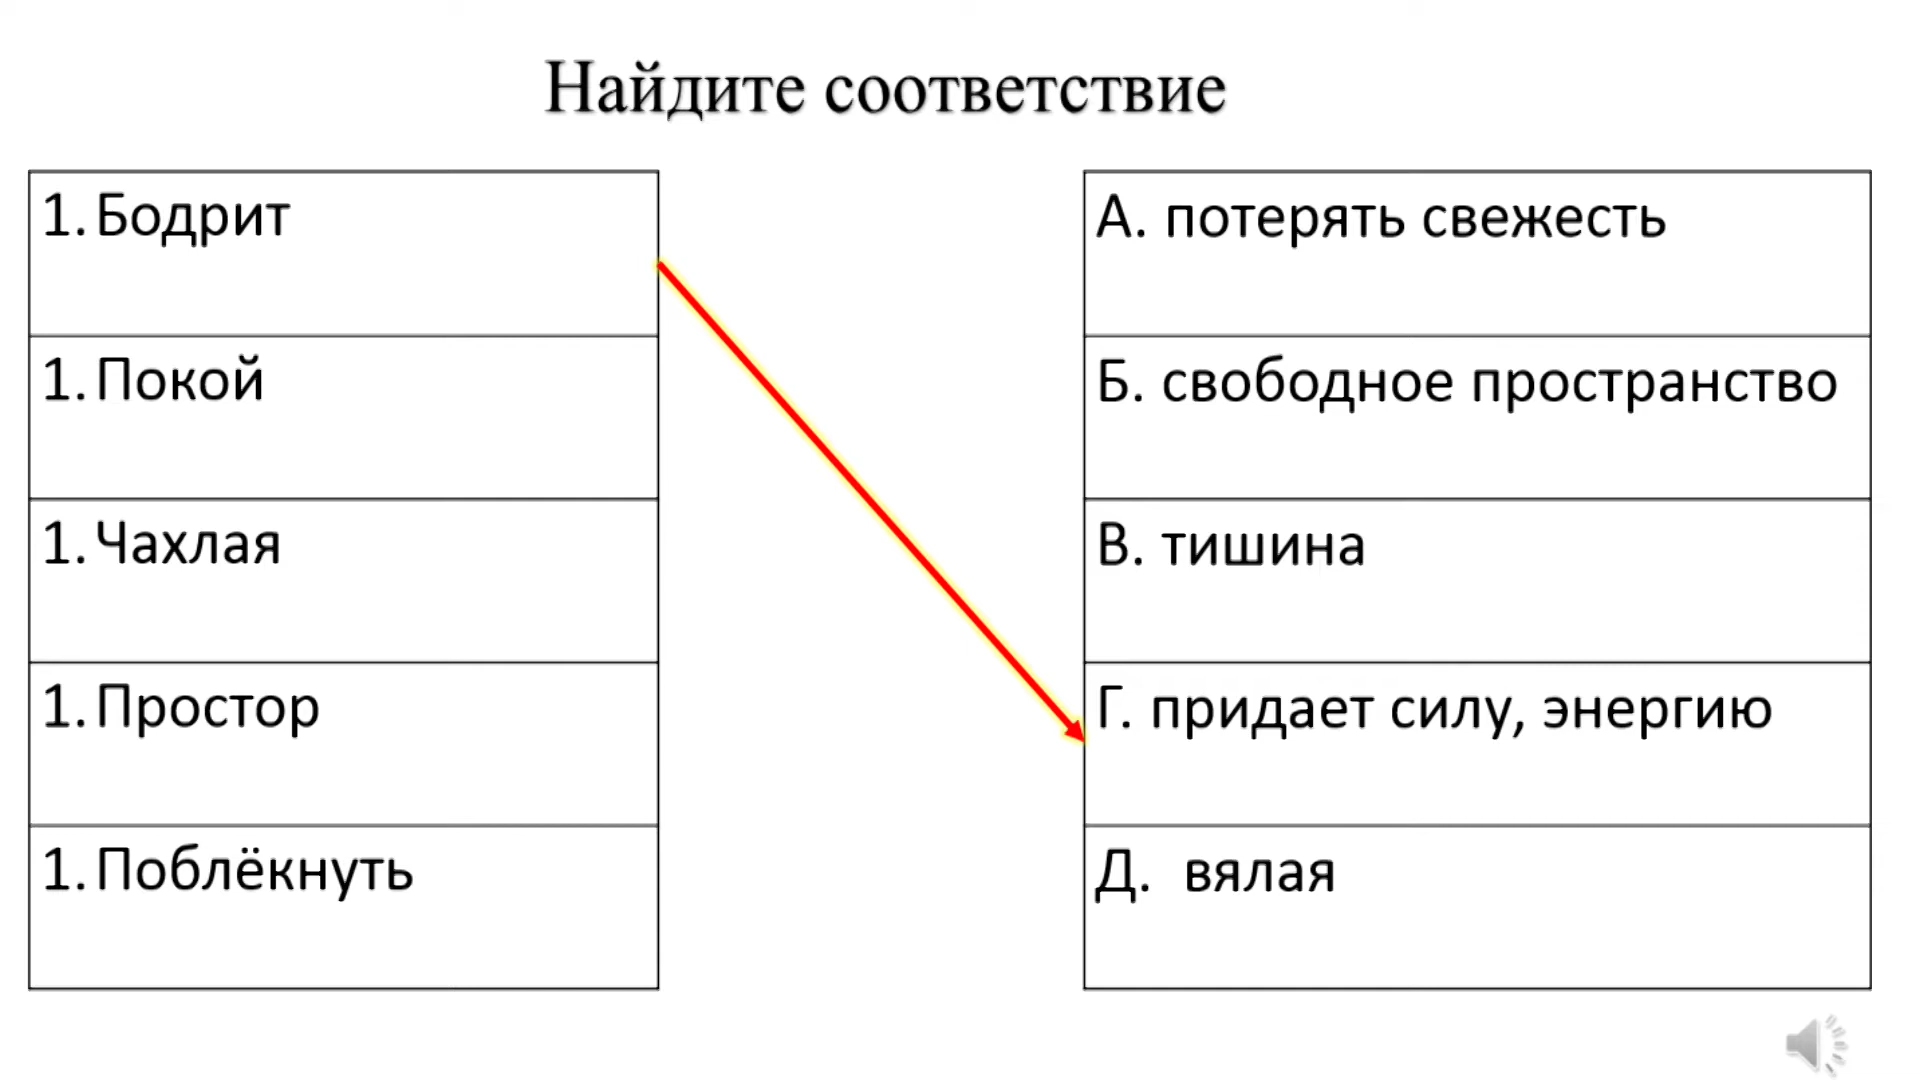 Найдите соответствие
1. Бодрит
1. Покой
1. Чахлая
1. Простор
1. Поблёкнуть
А. потерять свежесть
Б. свободное пространство
В. тишина
Г. придает силу, энергию
Д. вялая